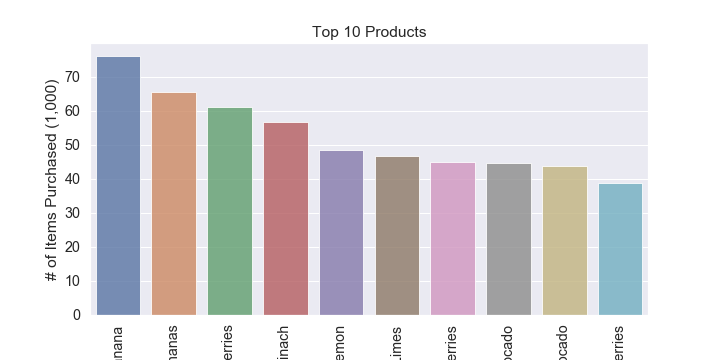 Top 10 Products
# of Items Purchased (1,000)
70
60
50
40
30
20
10
0
nana
nanas
erries
inach
emon
imes
erries
ocado
ocado
erries